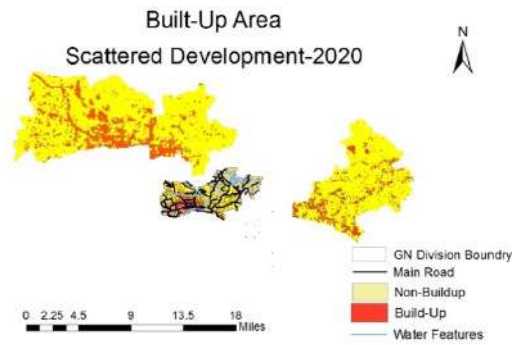 Built-Up Area
Scattered Development-2020
N
GN Division Boundry
Main Road
Non-Buildup
Build-Up
Water Features
0 2.25 4.5 9 13.5 18
Miles